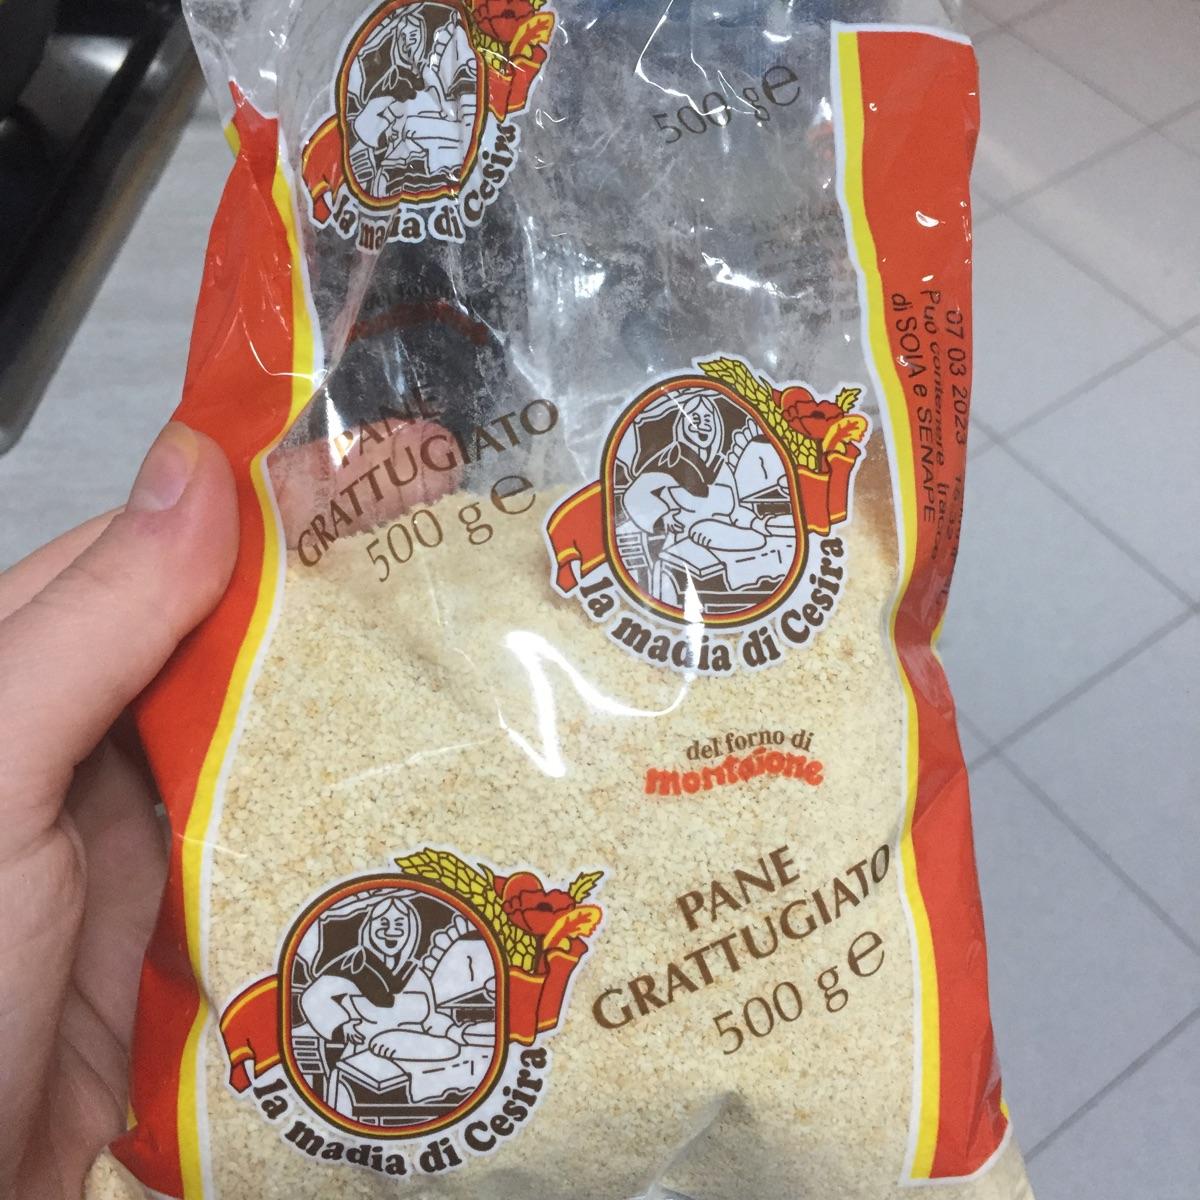 la madia di Cesira
500 g e
PANE
GRATTUGIATO
500 g e
la madia di Cesira
07 03 2023
Può contenere tracce
di SOIA e SENAPE
del forno di
montaione
PANE
GRATTUGIATO
500 g e
la madia di Cesira